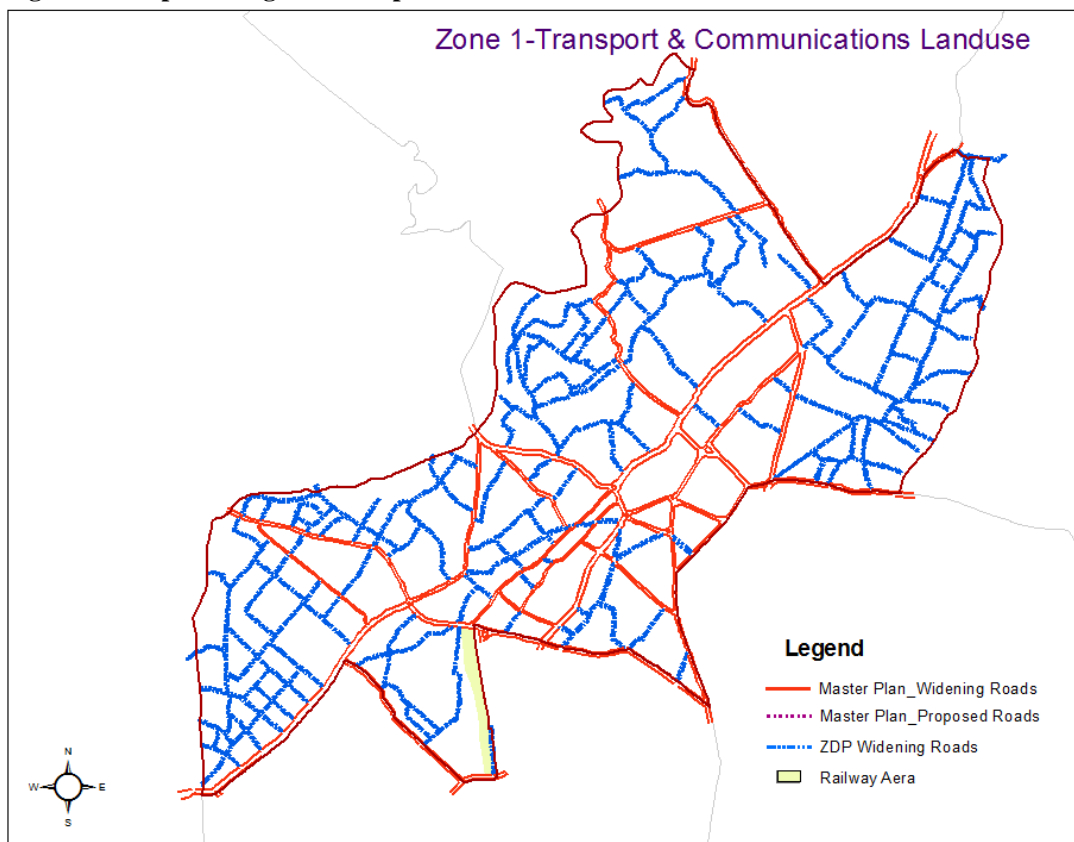 Zone 1-Transport & Communications Landuse
Legend
Master Plan_Widening Roads
Master Plan_Proposed Roads
ZDP Widening Roads
Railway Aera
N
W E
S